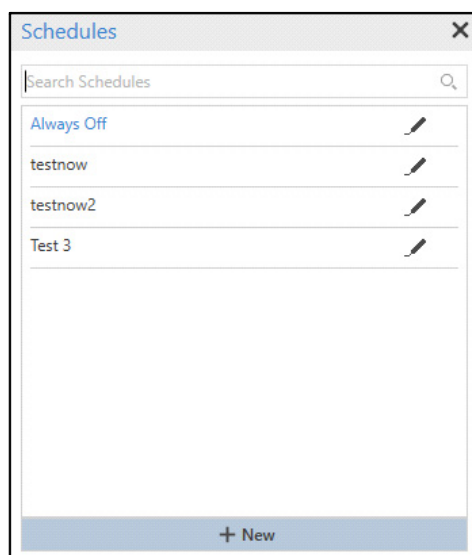 Schedules
Search Schedules
Always Off
testnow
testnow2
Test 3
+ New